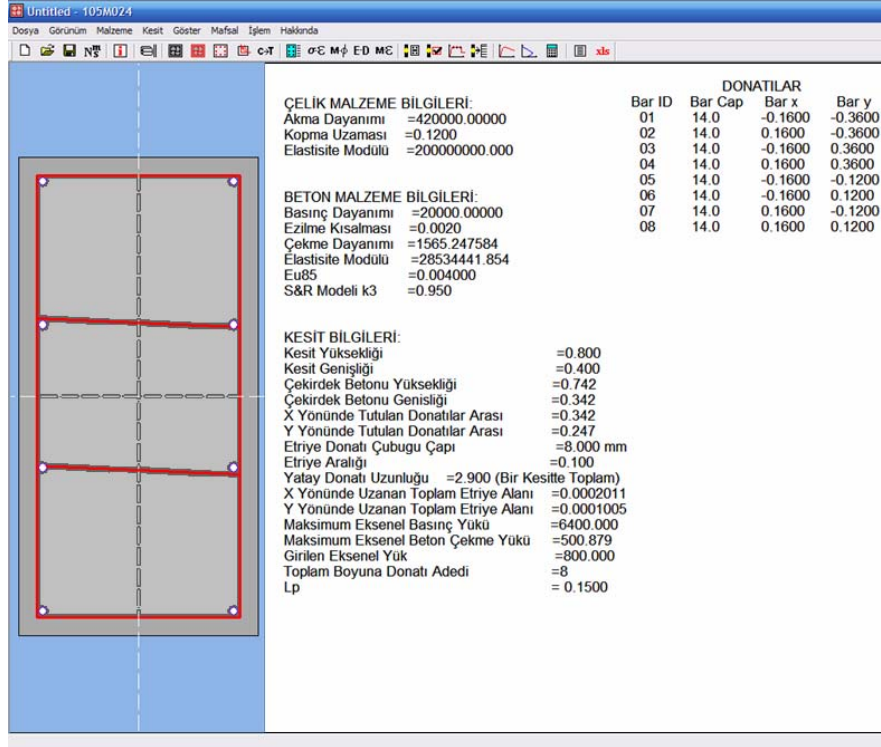 Untitled - 105M024
Dosya Görünüm Malzeme Kesit Göster Mafsal İşlem Hakkında
C→T σε Mϕ E-D Mε xls
ÇELİK MALZEME BİLGİLERİ:
Akma Dayanımı =420000.00000
Kopma Uzaması =0.1200
Elastisite Modülü =200000000.000
BETON MALZEME BİLGİLERİ:
Basınç Dayanımı =20000.00000
Ezilme Kısalması =0.0020
Çekme Dayanımı =1565.247584
Elastisite Modülü =28534441.854
Eu85 =0.004000
S&R Modeli k3 =0.950
KESİT BİLGİLERİ:
Kesit Yüksekliği =0.800
Kesit Genişliği =0.400
Çekirdek Betonu Yüksekliği =0.742
Çekirdek Betonu Genisliği =0.342
X Yönünde Tutulan Donatılar Arası =0.342
Y Yönünde Tutulan Donatılar Arası =0.247
Etriye Donatı Çubugu Çapı =8.000 mm
Etriye Aralığı =0.100
Yatay Donatı Uzunluğu =2.900 (Bir Kesitte Toplam)
X Yönünde Uzanan Toplam Etriye Alanı =0.0002011
Y Yönünde Uzanan Toplam Etriye Alanı =0.0001005
Maksimum Eksenel Basınç Yükü =6400.000
Maksimum Eksenel Beton Çekme Yükü =500.879
Girilen Eksenel Yük =800.000
Toplam Boyuna Donatı Adedi =8
Lp = 0.1500
DONATILAR
Bar ID Bar Cap Bar x Bar y
01 14.0 -0.1600 -0.3600
02 14.0 0.1600 -0.3600
03 14.0 -0.1600 0.3600
04 14.0 0.1600 0.3600
05 14.0 -0.1600 -0.1200
06 14.0 -0.1600 0.1200
07 14.0 0.1600 -0.1200
08 14.0 0.1600 0.1200